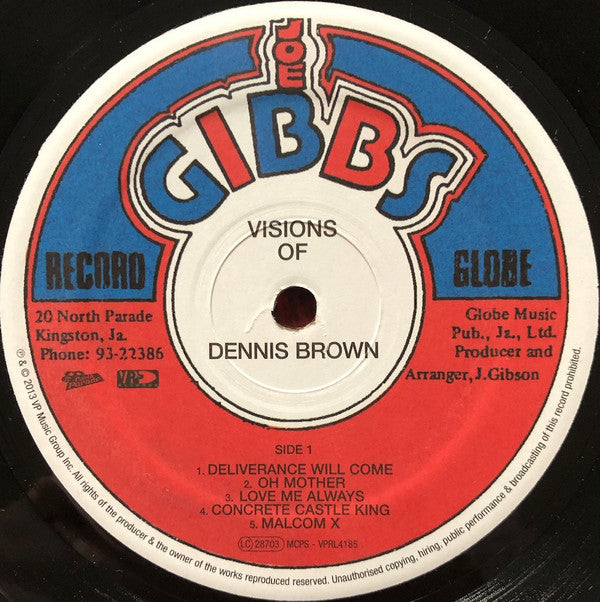 JOE
GIBBS
RECORD
GLOBE
VISIONS
OF
DENNIS BROWN
20 North Parade
Kingston, Ja.
Phone: 93-22386
Globe Music
Pub., Ja., Ltd.
Producer and
Arranger, J.Gibson
VP
SIDE 1
1. DELIVERANCE WILL COME
2. OH MOTHER
3. LOVE ME ALWAYS
4. CONCRETE CASTLE KING
5. MALCOM X
LC 28703 MCPS - VPRL4185
℗ & © 2013 VP Music Group Inc. All rights of the producer & the owner of the works reproduced reserved. Unauthorised copying, hiring, public performance & broadcasting of this record prohibited.